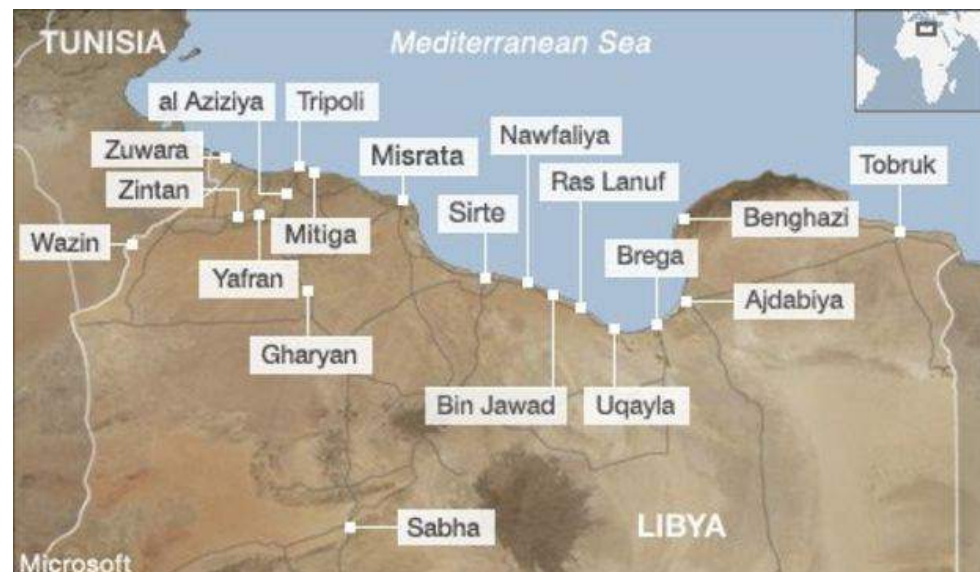 TUNISIA
Mediterranean Sea
al Aziziya
Tripoli
Zuwara
Misrata
Nawfaliya
Zintan
Ras Lanuf
Tobruk
Sirte
Benghazi
Wazin
Mitiga
Brega
Yafran
Ajdabiya
Gharyan
Bin Jawad
Uqayla
Sabha
LIBYA
Microsoft